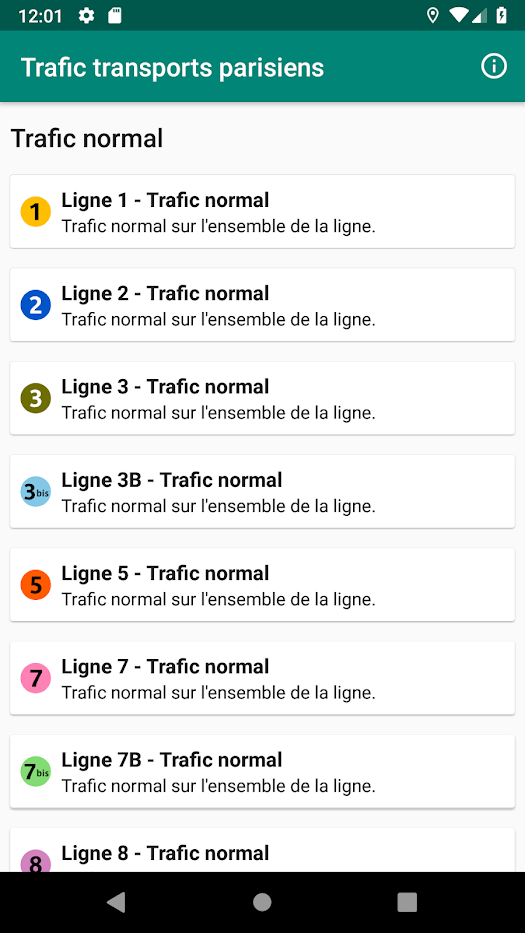 12:01
Trafic transports parisiens
Trafic normal
1
Ligne 1 - Trafic normal
Trafic normal sur l'ensemble de la ligne.
2
Ligne 2 - Trafic normal
Trafic normal sur l'ensemble de la ligne.
3
Ligne 3 - Trafic normal
Trafic normal sur l'ensemble de la ligne.
3bis
Ligne 3B - Trafic normal
Trafic normal sur l'ensemble de la ligne.
5
Ligne 5 - Trafic normal
Trafic normal sur l'ensemble de la ligne.
7
Ligne 7 - Trafic normal
Trafic normal sur l'ensemble de la ligne.
7bis
Ligne 7B - Trafic normal
Trafic normal sur l'ensemble de la ligne.
8
Ligne 8 - Trafic normal